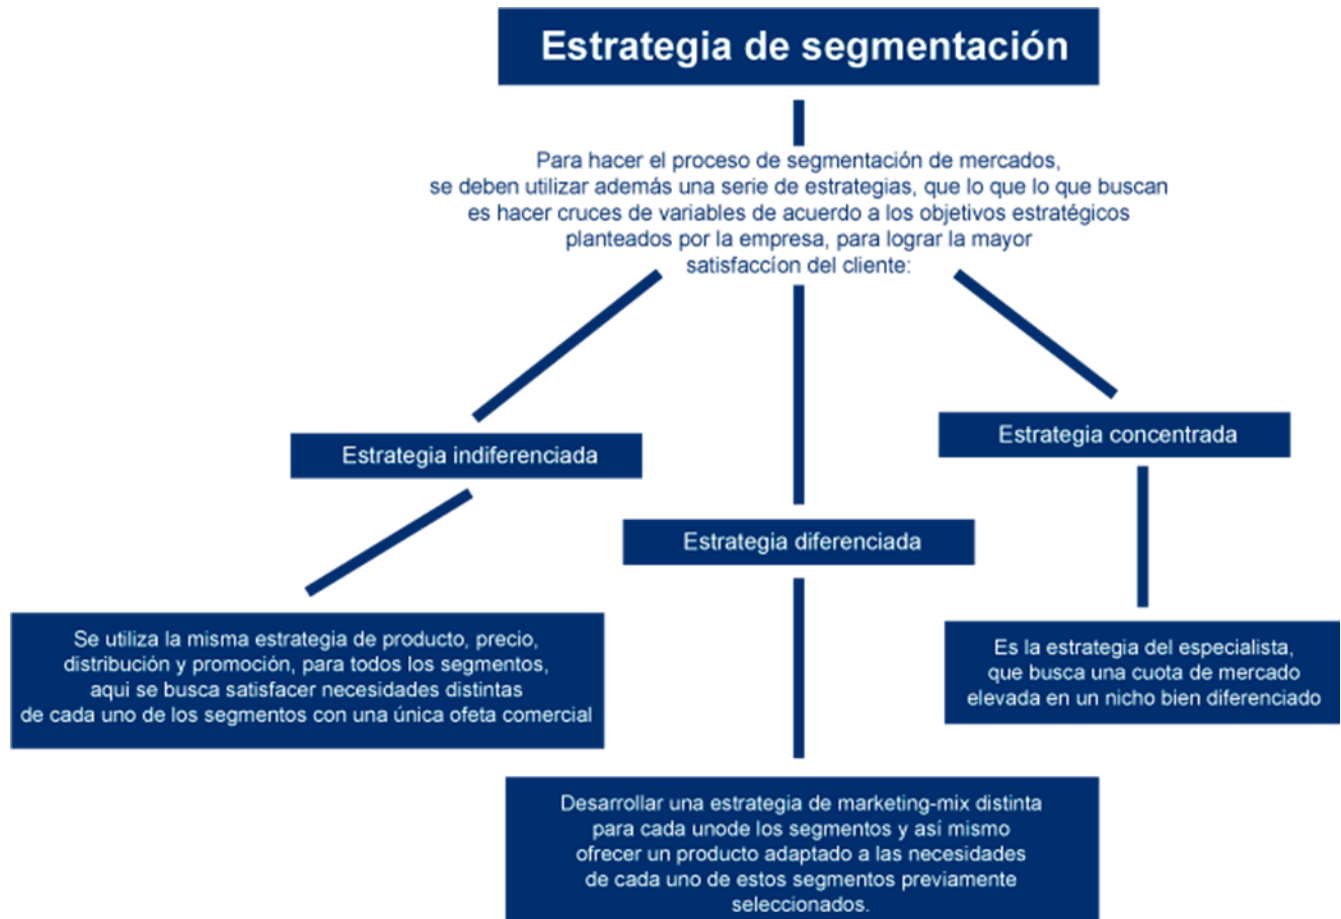 Estrategia de segmentación
Para hacer el proceso de segmentación de mercados,
se deben utilizar además una serie de estrategias, que lo que lo que buscan
es hacer cruces de variables de acuerdo a los objetivos estratégicos
planteados por la empresa, para lograr la mayor
satisfaccíon del cliente:
Estrategia indiferenciada
Se utiliza la misma estrategia de producto, precio,
distribución y promoción, para todos los segmentos,
aqui se busca satisfacer necesidades distintas
de cada uno de los segmentos con una única ofeta comercial
Estrategia diferenciada
Desarrollar una estrategia de marketing-mix distinta
para cada unode los segmentos y así mismo
ofrecer un producto adaptado a las necesidades
de cada uno de estos segmentos previamente
seleccionados.
Estrategia concentrada
Es la estrategia del especialista,
que busca una cuota de mercado
elevada en un nicho bien diferenciado